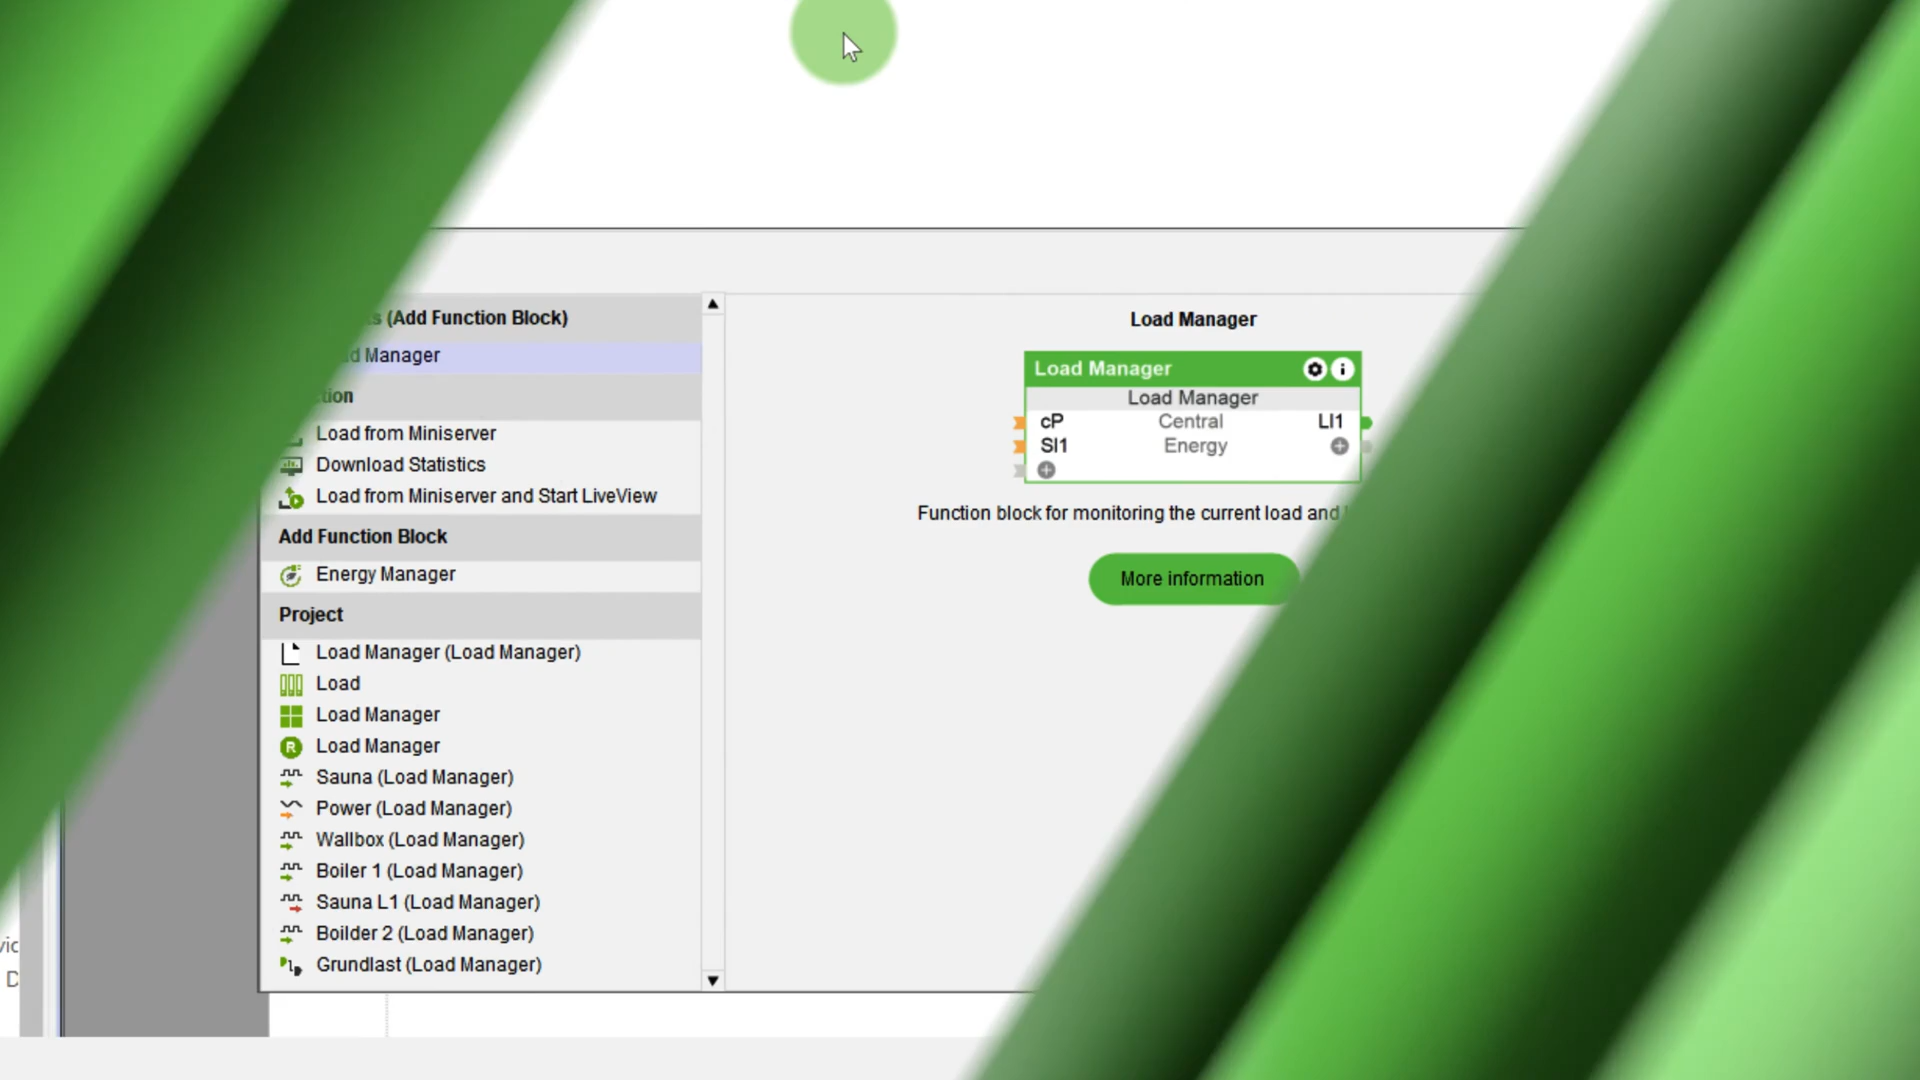 (Add Function Block)
Manager
Load from Miniserver
Download Statistics
Load from Miniserver and Start LiveView
Add Function Block
Energy Manager
Project
Load Manager (Load Manager)
Load
Load Manager
R Load Manager
Sauna (Load Manager)
Power (Load Manager)
Wallbox (Load Manager)
Boiler 1 (Load Manager)
Sauna L1 (Load Manager)
Boilder 2 (Load Manager)
Grundlast (Load Manager)
Load Manager
Load Manager
Load Manager
cP Central LI1
SI1 Energy
Function block for monitoring the current load and
More information